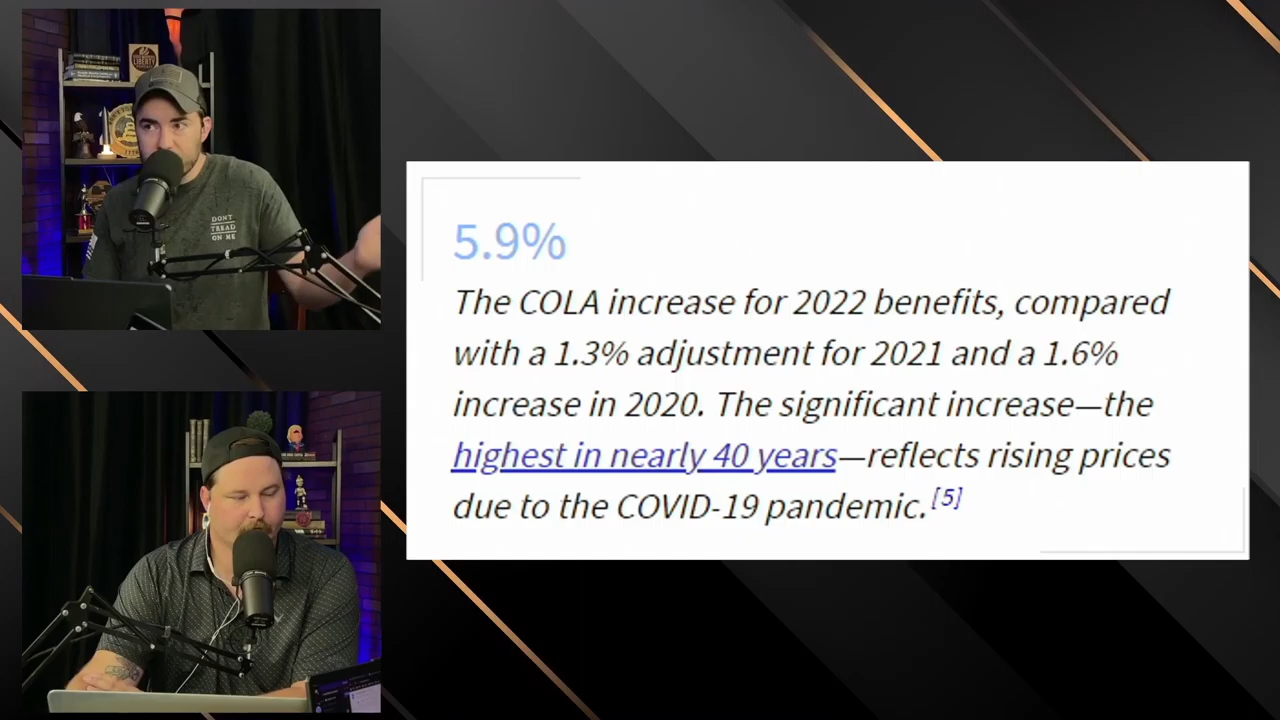 LIBERTY
DONT
TREAD
ON ME
5.9%
The COLA increase for 2022 benefits, compared
with a 1.3% adjustment for 2021 and a 1.6%
increase in 2020. The significant increase—the
highest in nearly 40 years—reflects rising prices
due to the COVID-19 pandemic.[5]